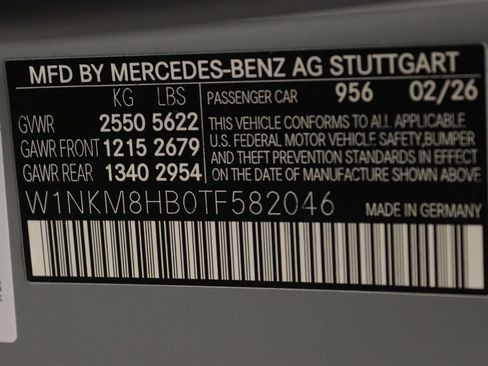 MFD BY MERCEDES-BENZ AG STUTTGART
KG LBS PASSENGER CAR 956 02/26
GVWR 2550 5622 THIS VEHICLE CONFORMS TO ALL APPLICABLE
U.S. FEDERAL MOTOR VEHICLE SAFETY, BUMPER
GAWR FRONT 1215 2679 AND THEFT PREVENTION STANDARDS IN EFFECT
GAWR REAR 1340 2954 ON THE DATE OF MANUFACTURE SHOWN ABOVE.
W1NKM8HB0TF582046 MADE IN GERMANY